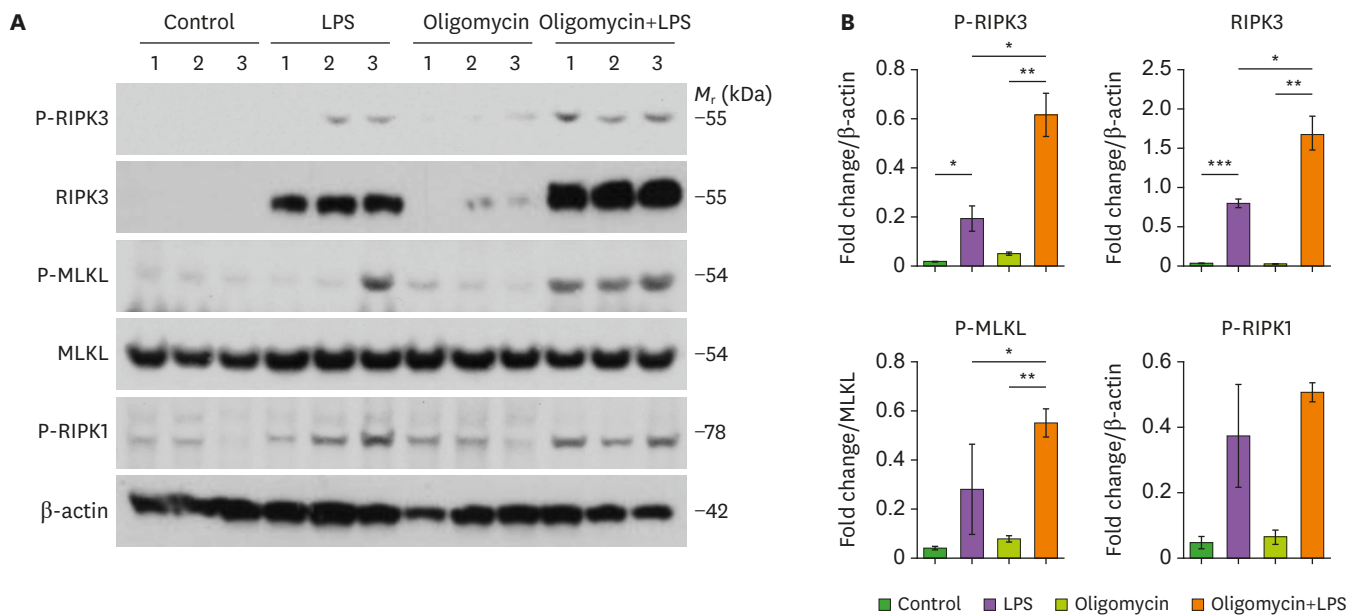 A
Control LPS Oligomycin Oligomycin+LPS
1 2 3 1 2 3 1 2 3 1 2 3
Mr (kDa)
P-RIPK3 –55
RIPK3 –55
P-MLKL –54
MLKL –54
P-RIPK1 –78
β-actin –42
B
P-RIPK3
Fold change/β-actin
0.8
0.6
0.4
0.2
0
*
*
**
RIPK3
Fold change/β-actin
2.5
2.0
1.5
1.0
0.5
0
***
*
**
P-MLKL
Fold change/MLKL
0.8
0.6
0.4
0.2
0
*
**
P-RIPK1
Fold change/β-actin
0.6
0.4
0.2
0
Control LPS Oligomycin Oligomycin+LPS